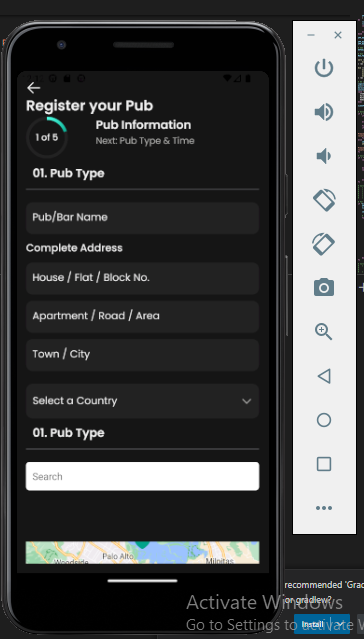 Register your Pub
1 of 5
Pub Information
Next: Pub Type & Time
01. Pub Type
Pub/Bar Name
Complete Address
House / Flat / Block No.
Apartment / Road / Area
Town / City
Select a Country
01. Pub Type
Search
Palo Alto
Woodside
Milpitas
recommended 'Grad
or gradlew?
Install
Activate Windows
Go to Settings to activate W